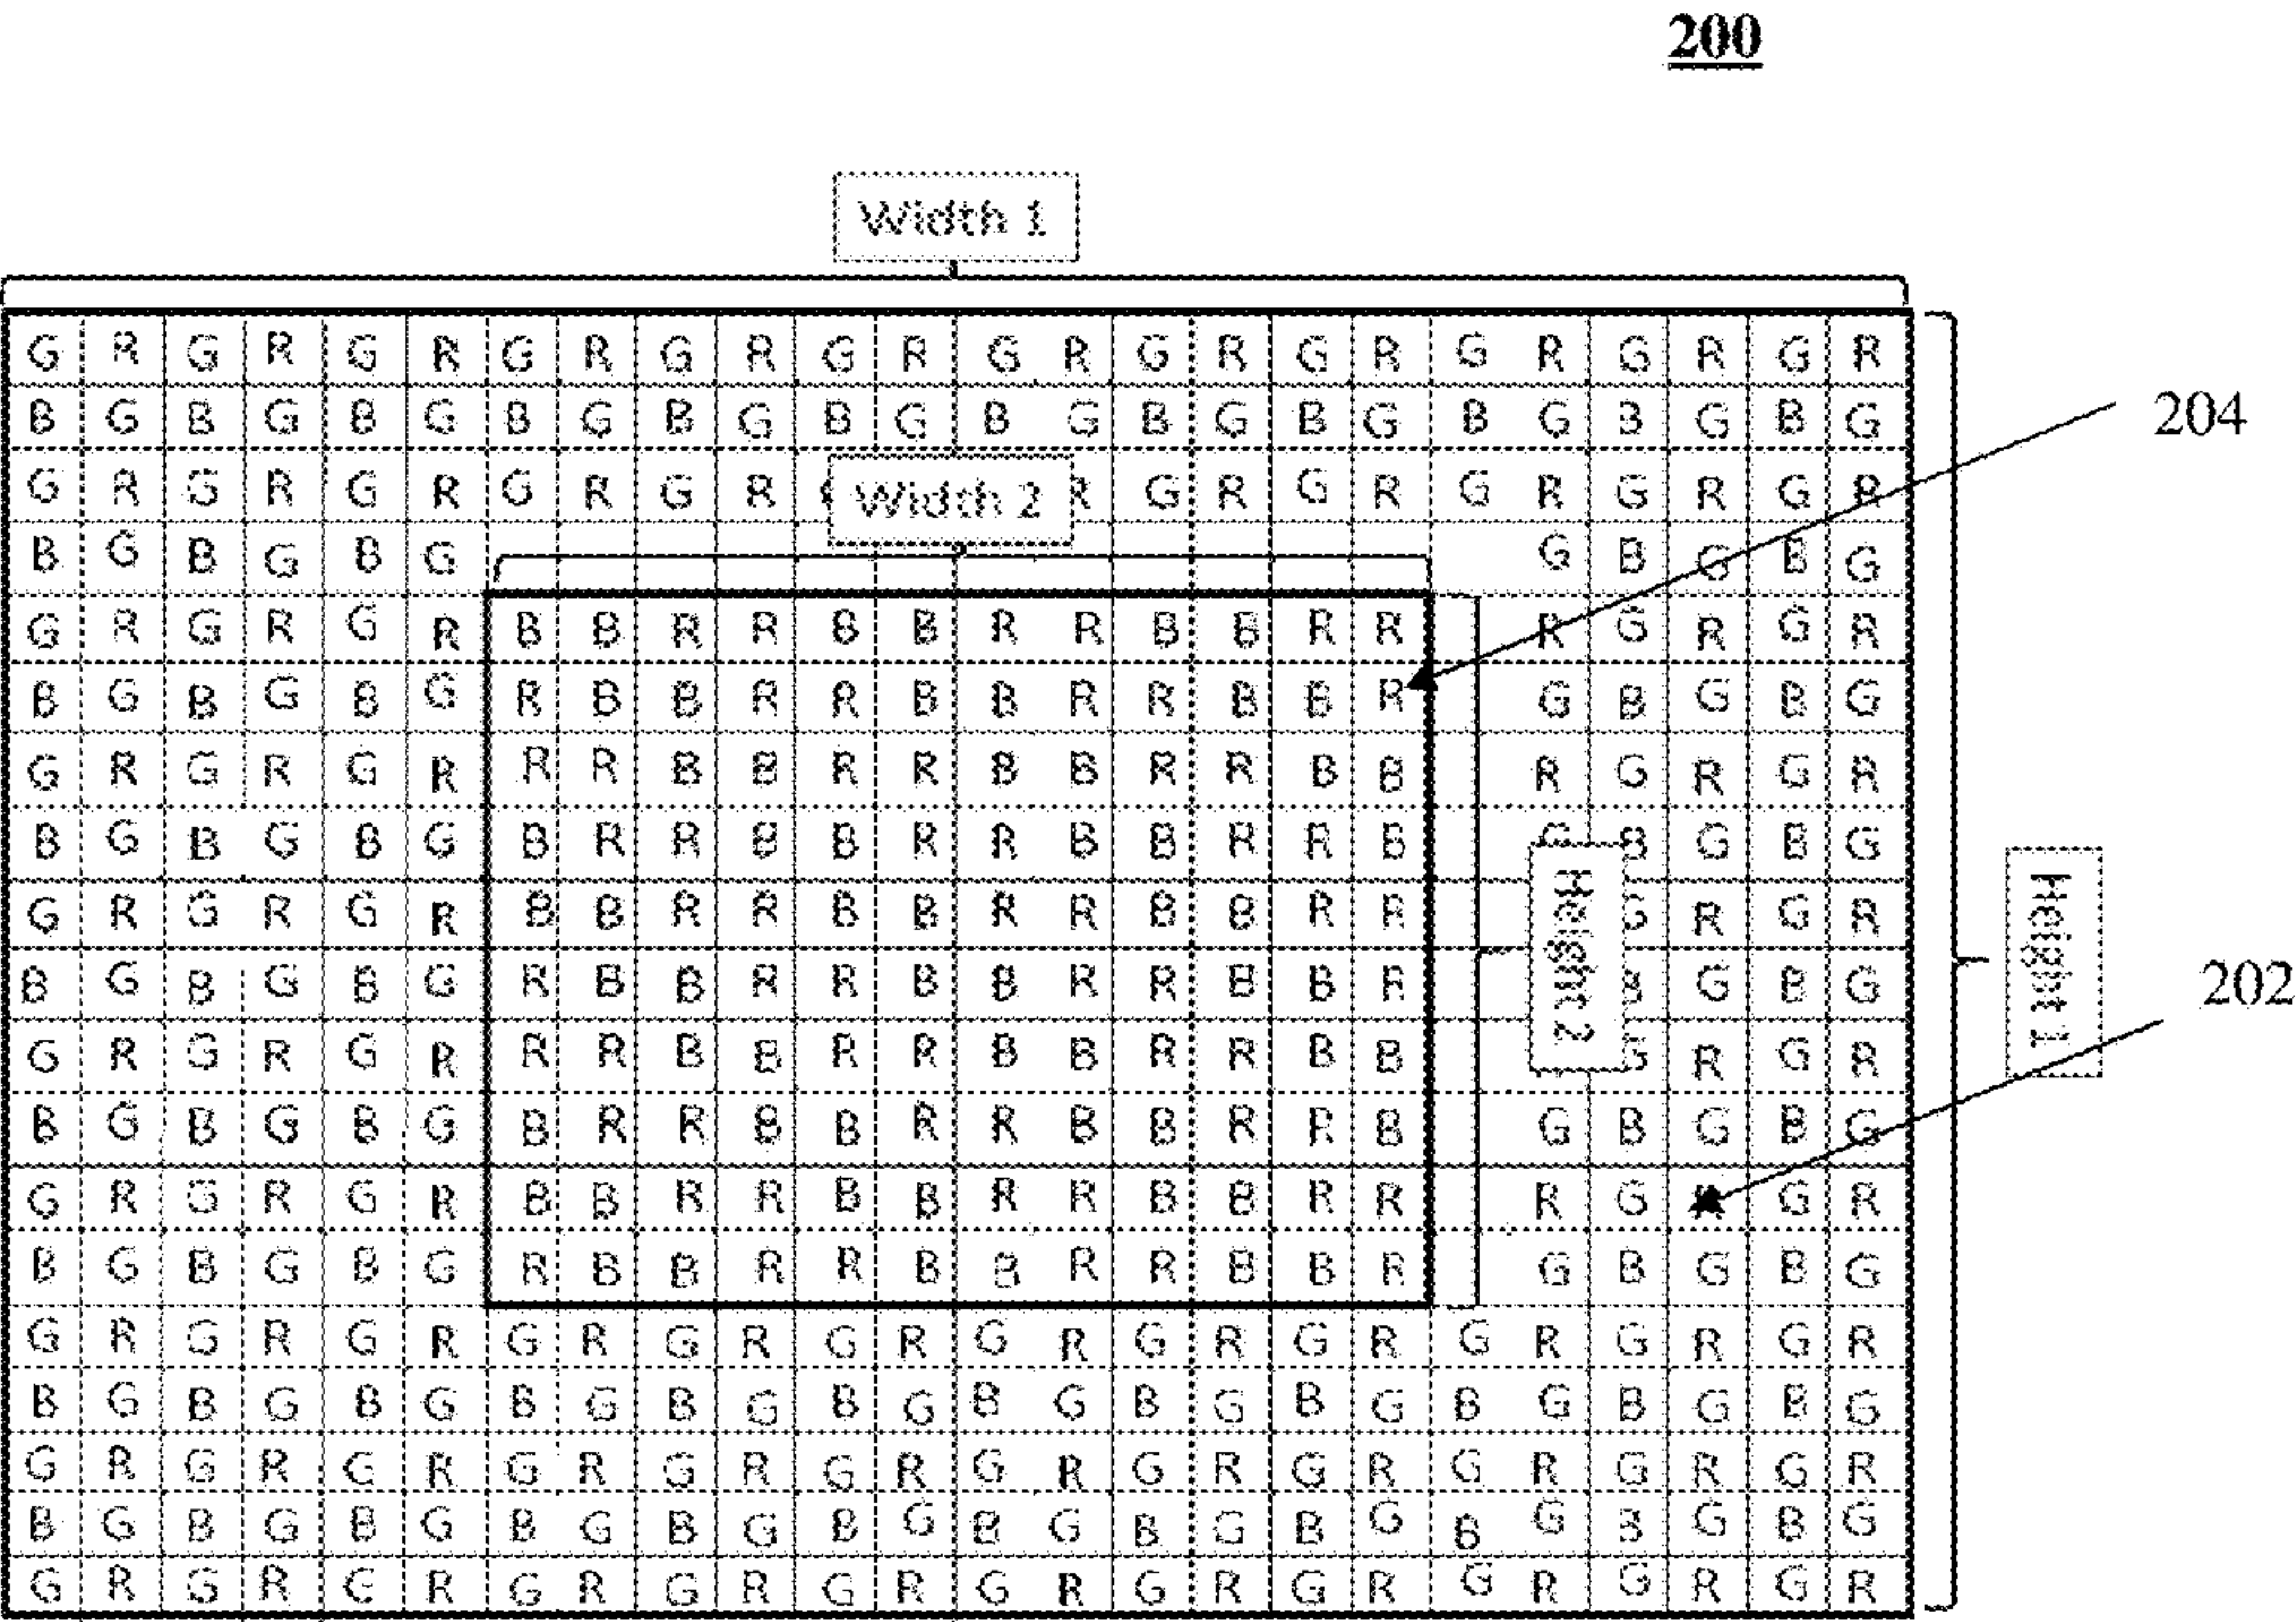 200
Width 1
G R G R G R G R G R G R G R G R G R G R G R G R
B G B G B G B G B G B G B G B G B G B G B G B G
G R G R G R G R G R Width 2 R G R G R G R G R G R
B G B G B G G B G B G
204
G R G R G R B B R R B B R R B B R R R G R G R
B G B G B G R B B R R B B R R B B R G B G B G
G R G R G R R R B B R R B B R R B B R G R G R
B G B G B G B R R B B R R B B R R B G B G B G
G R G R G R B B R R B B R R B B R R G R G R
B G B G B G R B B R R B B R R B B R B G B G
Height 2
Height 1
202
G R G R G R R R B B R R B B R R B B G R G R
B G B G B G B R R B B R R B B R R B G B G B G
G R G R G R B B R R B B R R B B R R R G R G R
B G B G B G R B B R R B B R R B B R G B G B G
G R G R G R G R G R G R G R G R G R G R G R G R
B G B G B G B G B G B G B G B G B G B G B G B G
G R G R G R G R G R G R G R G R G R G R G R G R
B G B G B G B G B G B G B G B G B G B G B G B G
G R G R G R G R G R G R G R G R G R G R G R G R